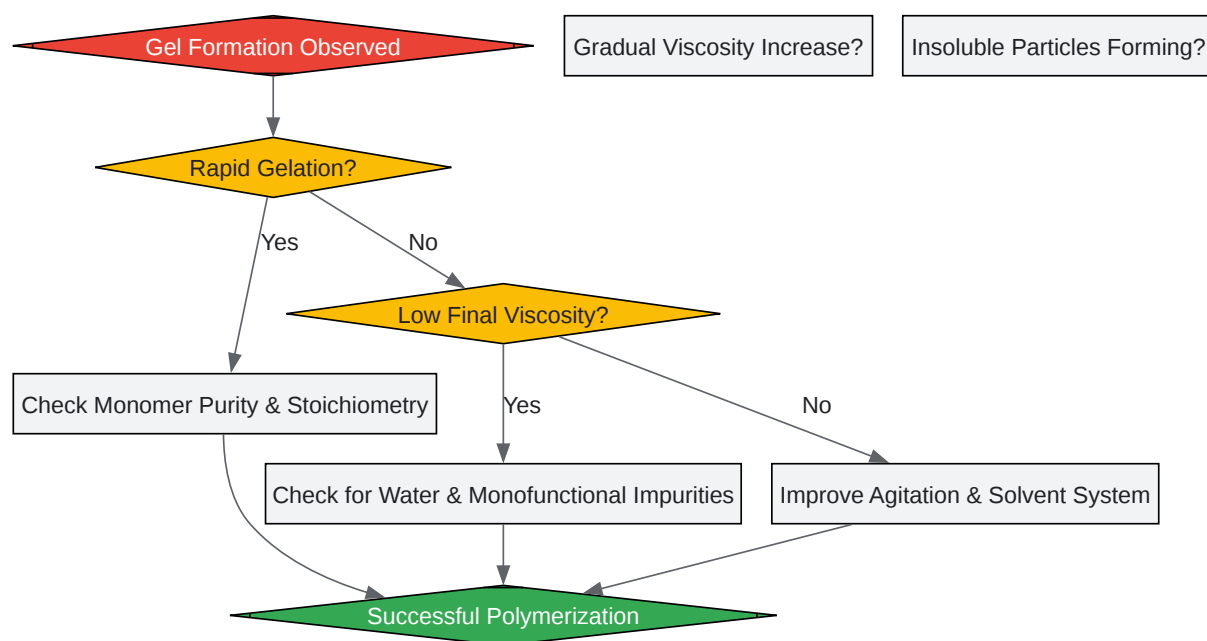 Gel Formation Observed
Gradual Viscosity Increase?
Insoluble Particles Forming?
Rapid Gelation?
Yes
No
Low Final Viscosity?
Check Monomer Purity & Stoichiometry
Yes
No
Check for Water & Monofunctional Impurities
Improve Agitation & Solvent System
Successful Polymerization